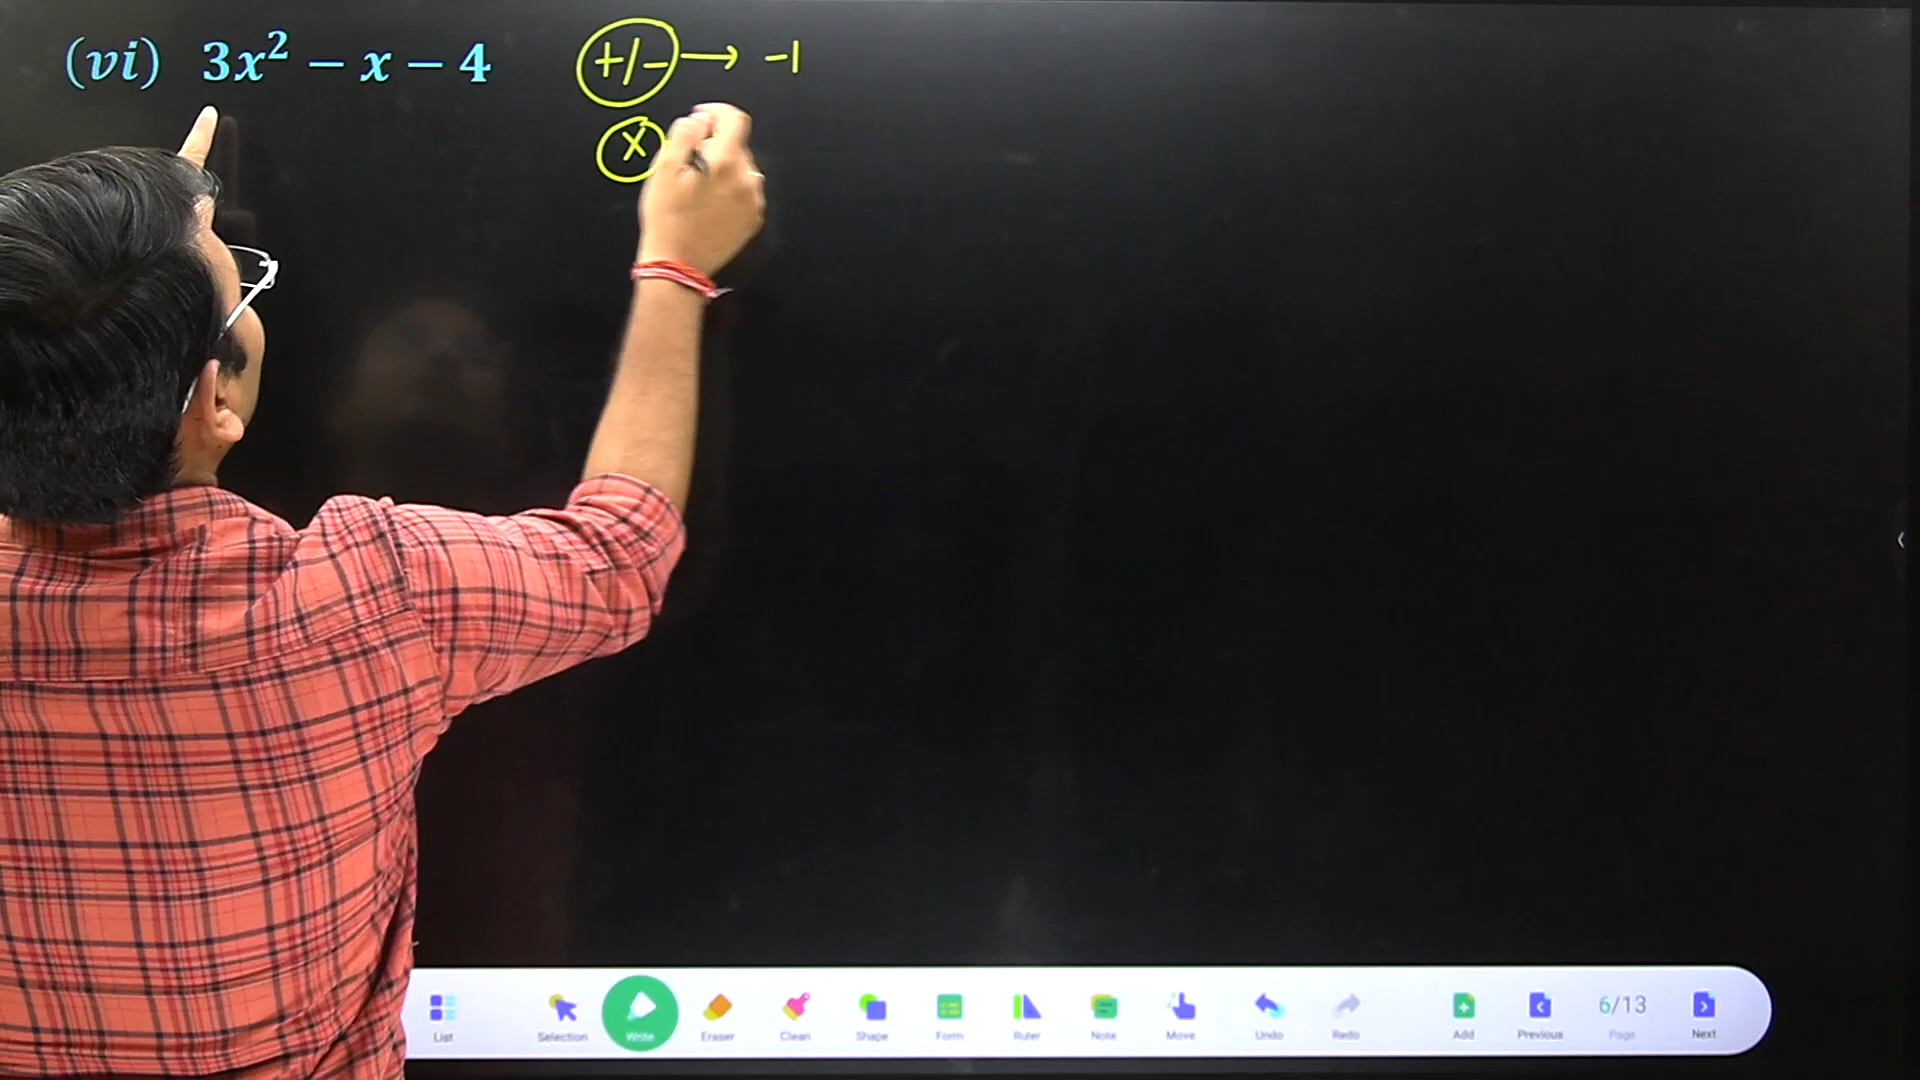 (vi) 3x² − x − 4
+/- → -1
x
List
Selection
Write
Eraser
Clean
Shape
Form
Ruler
Note
Move
Undo
Redo
Add
Previous
6/13
Page
Next